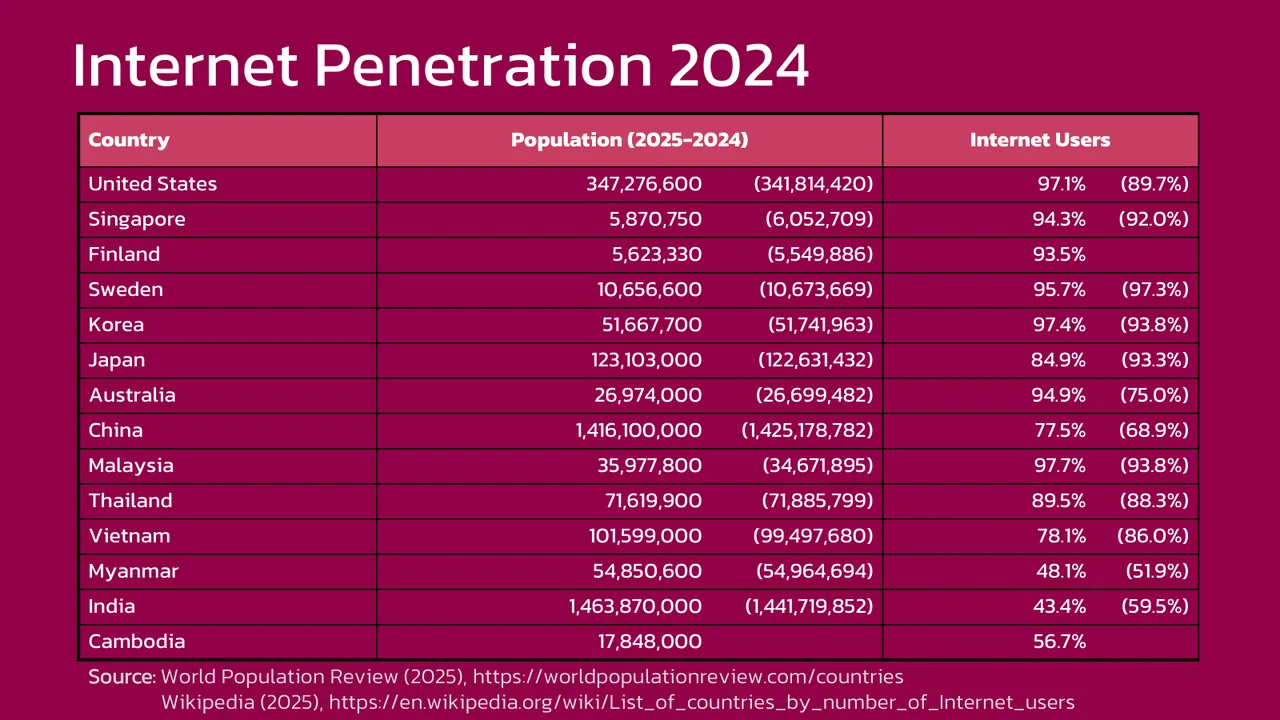 Internet Penetration 2024
Country Population (2025-2024) Internet Users
United States 347,276,600 (341,814,420) 97.1% (89.7%)
Singapore 5,870,750 (6,052,709) 94.3% (92.0%)
Finland 5,623,330 (5,549,886) 93.5%
Sweden 10,656,600 (10,673,669) 95.7% (97.3%)
Korea 51,667,700 (51,741,963) 97.4% (93.8%)
Japan 123,103,000 (122,631,432) 84.9% (93.3%)
Australia 26,974,000 (26,699,482) 94.9% (75.0%)
China 1,416,100,000 (1,425,178,782) 77.5% (68.9%)
Malaysia 35,977,800 (34,671,895) 97.7% (93.8%)
Thailand 71,619,900 (71,885,799) 89.5% (88.3%)
Vietnam 101,599,000 (99,497,680) 78.1% (86.0%)
Myanmar 54,850,600 (54,964,694) 48.1% (51.9%)
India 1,463,870,000 (1,441,719,852) 43.4% (59.5%)
Cambodia 17,848,000 56.7%
Source: World Population Review (2025), https://worldpopulationreview.com/countries
Wikipedia (2025), https://en.wikipedia.org/wiki/List_of_countries_by_number_of_Internet_users